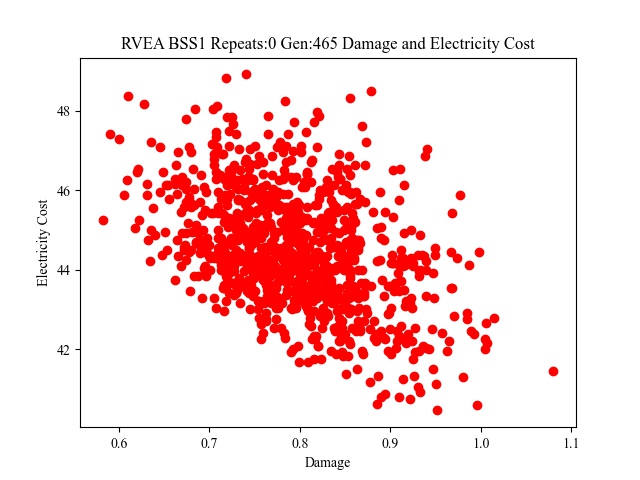 RVEA BSS1 Repeats:0 Gen:465 Damage and Electricity Cost
48
46
44
42
Electricity Cost
0.6 0.7 0.8 0.9 1.0 1.1
Damage